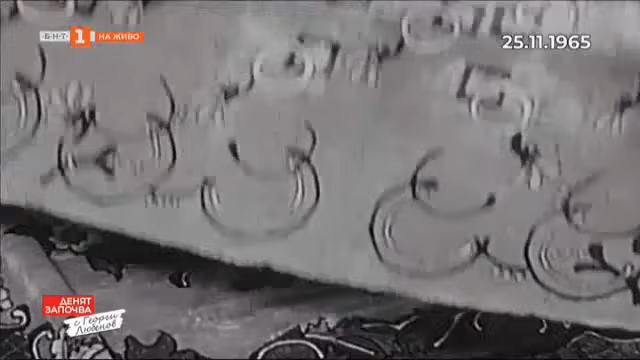 БНТ 1 НА ЖИВО
25.11.1965
ДЕНЯТ
ЗАПОЧВА
с Георги
Любенов